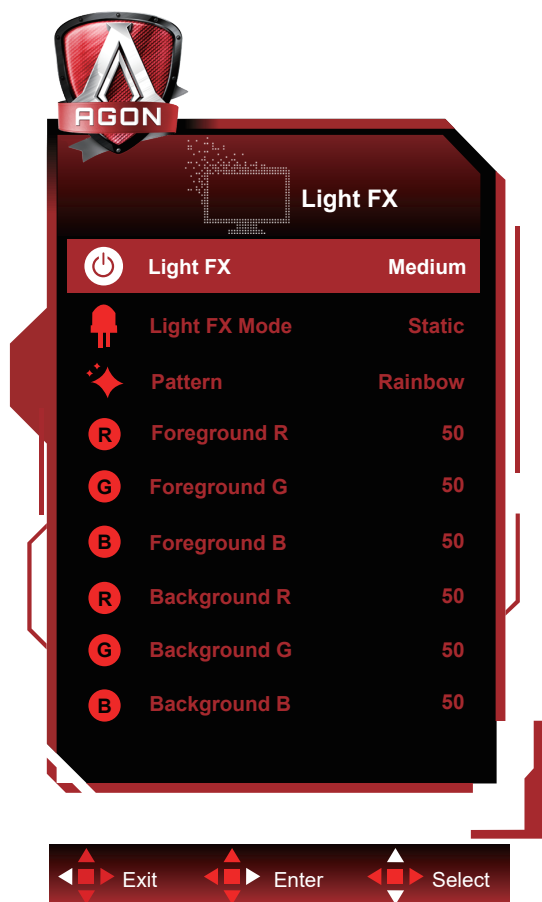 AGON
Light FX
Light FX Medium
Light FX Mode Static
Pattern Rainbow
R Foreground R 50
G Foreground G 50
B Foreground B 50
R Background R 50
G Background G 50
B Background B 50
Exit Enter Select